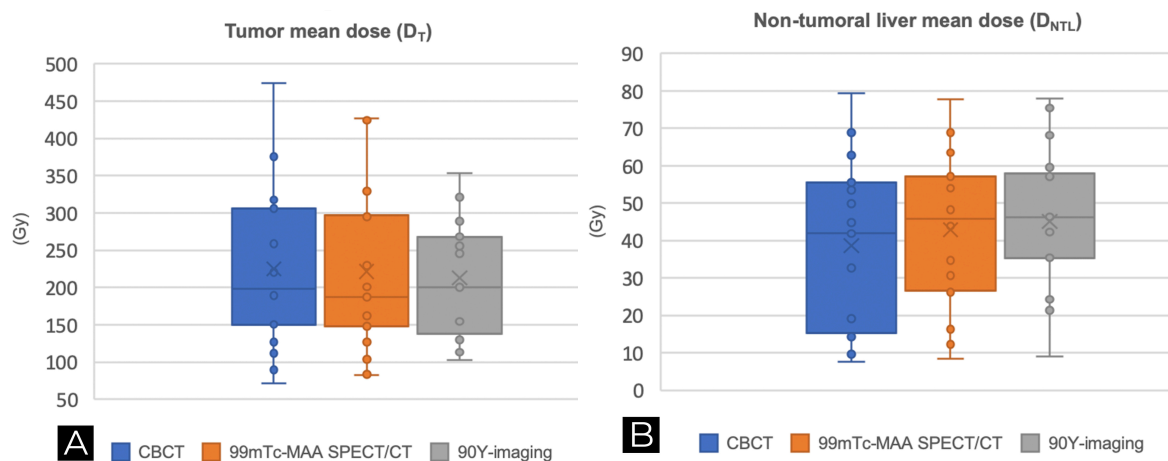 Tumor mean dose (DT)
500
450
400
350
300
250
200
150
100
50
(Gy)
A
CBCT 99mTc-MAA SPECT/CT 90Y-imaging
Non-tumoral liver mean dose (DNTL)
90
80
70
60
50
40
30
20
10
0
(Gy)
B
CBCT 99mTc-MAA SPECT/CT 90Y-imaging